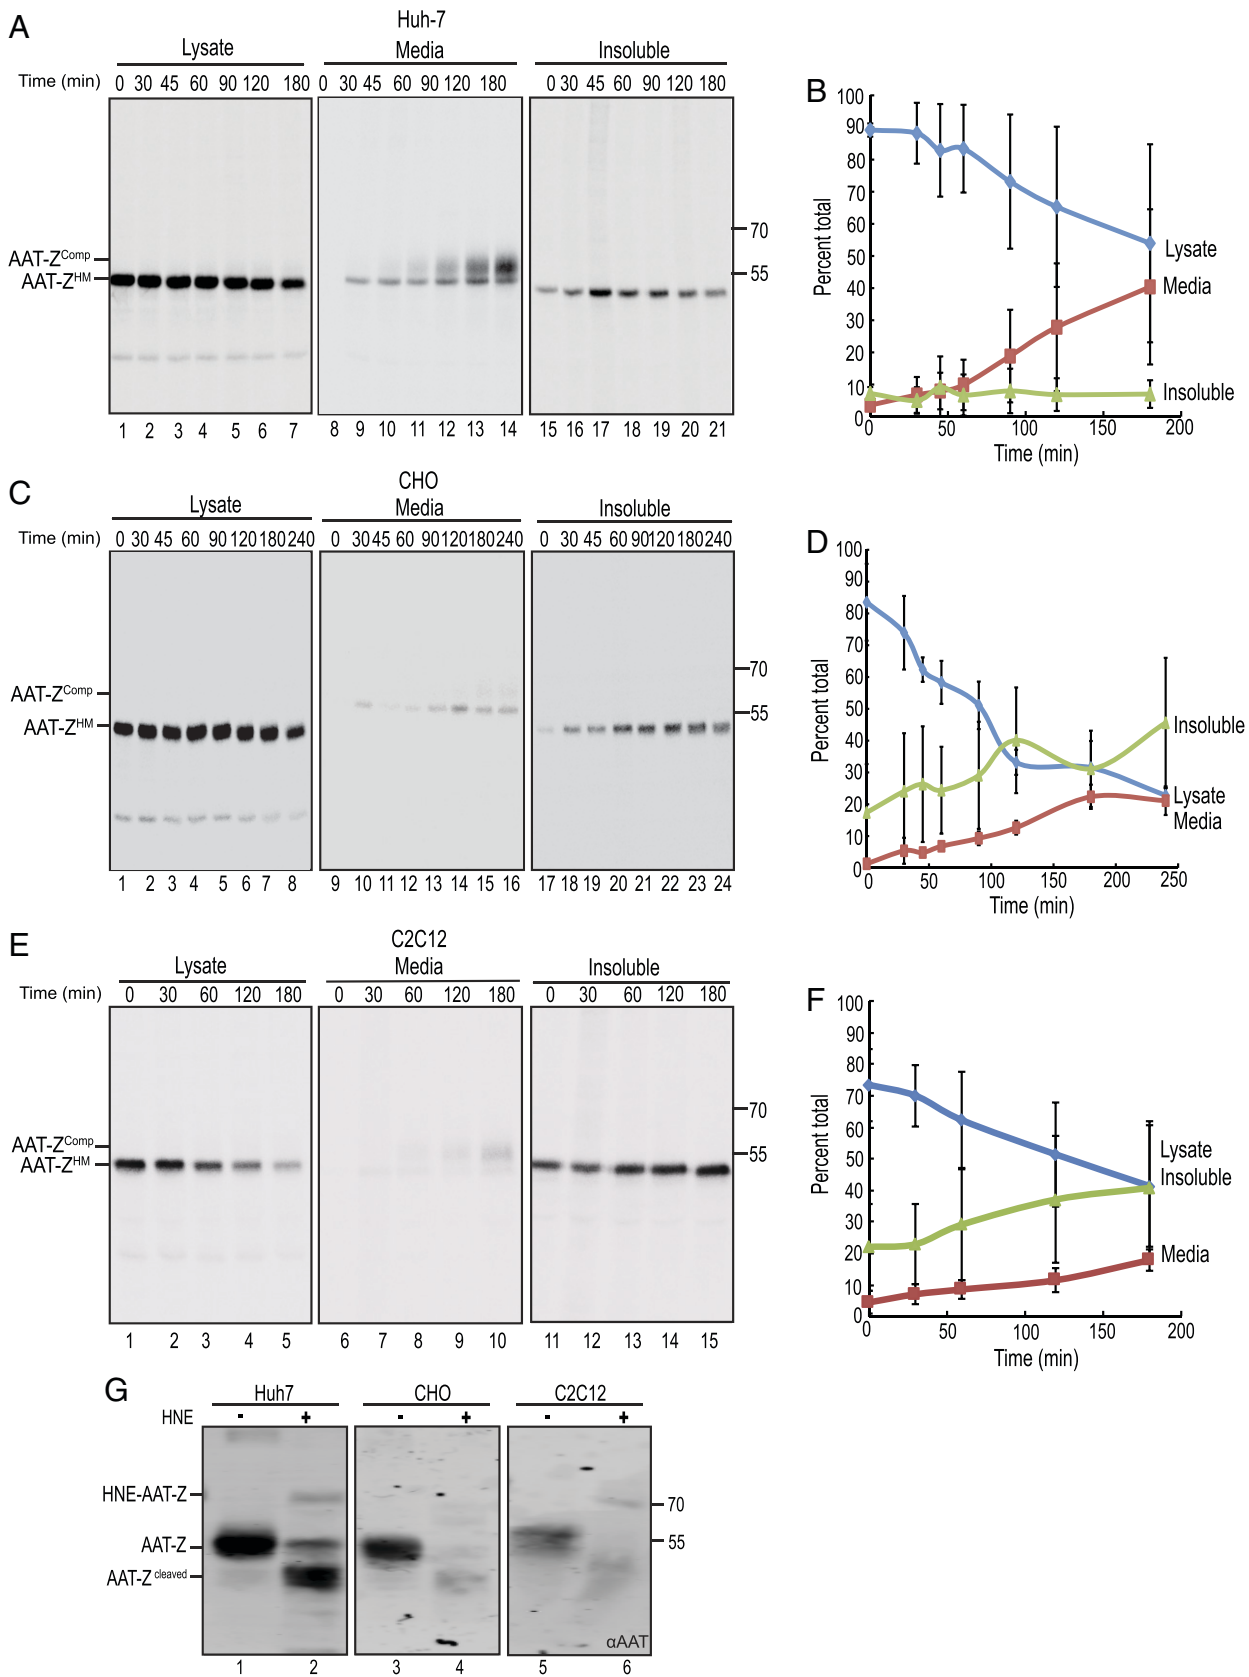 A
Huh-7
Lysate Media Insoluble
Time (min) 0 30 45 60 90 120 180 0 30 45 60 90 120 180 0 30 45 60 90 120 180
70
AAT-Z^Comp
55
AAT-Z^HM
1 2 3 4 5 6 7 8 9 10 11 12 13 14 15 16 17 18 19 20 21
B
100
90
80
70
60
50
40
30
20
10
0
Percent total
Lysate
Media
Insoluble
0 50 100 150 200
Time (min)
C
CHO
Lysate Media Insoluble
Time (min) 0 30 45 60 90 120 180 240 0 30 45 60 90 120 180 240 0 30 45 60 90 120 180 240
70
AAT-Z^Comp
55
AAT-Z^HM
1 2 3 4 5 6 7 8 9 10 11 12 13 14 15 16 17 18 19 20 21 22 23 24
D
100
90
80
70
60
50
40
30
20
10
0
Percent total
Insoluble
Lysate
Media
0 50 100 150 200 250
Time (min)
E
C2C12
Lysate Media Insoluble
Time (min) 0 30 60 120 180 0 30 60 120 180 0 30 60 120 180
70
AAT-Z^Comp
55
AAT-Z^HM
1 2 3 4 5 6 7 8 9 10 11 12 13 14 15
F
100
90
80
70
60
50
40
30
20
10
0
Percent total
Lysate
Insoluble
Media
0 50 100 150 200
Time (min)
G
Huh7 CHO C2C12
HNE - + - + - +
HNE-AAT-Z
70
AAT-Z
55
AAT-Z^cleaved
αAAT
1 2 3 4 5 6